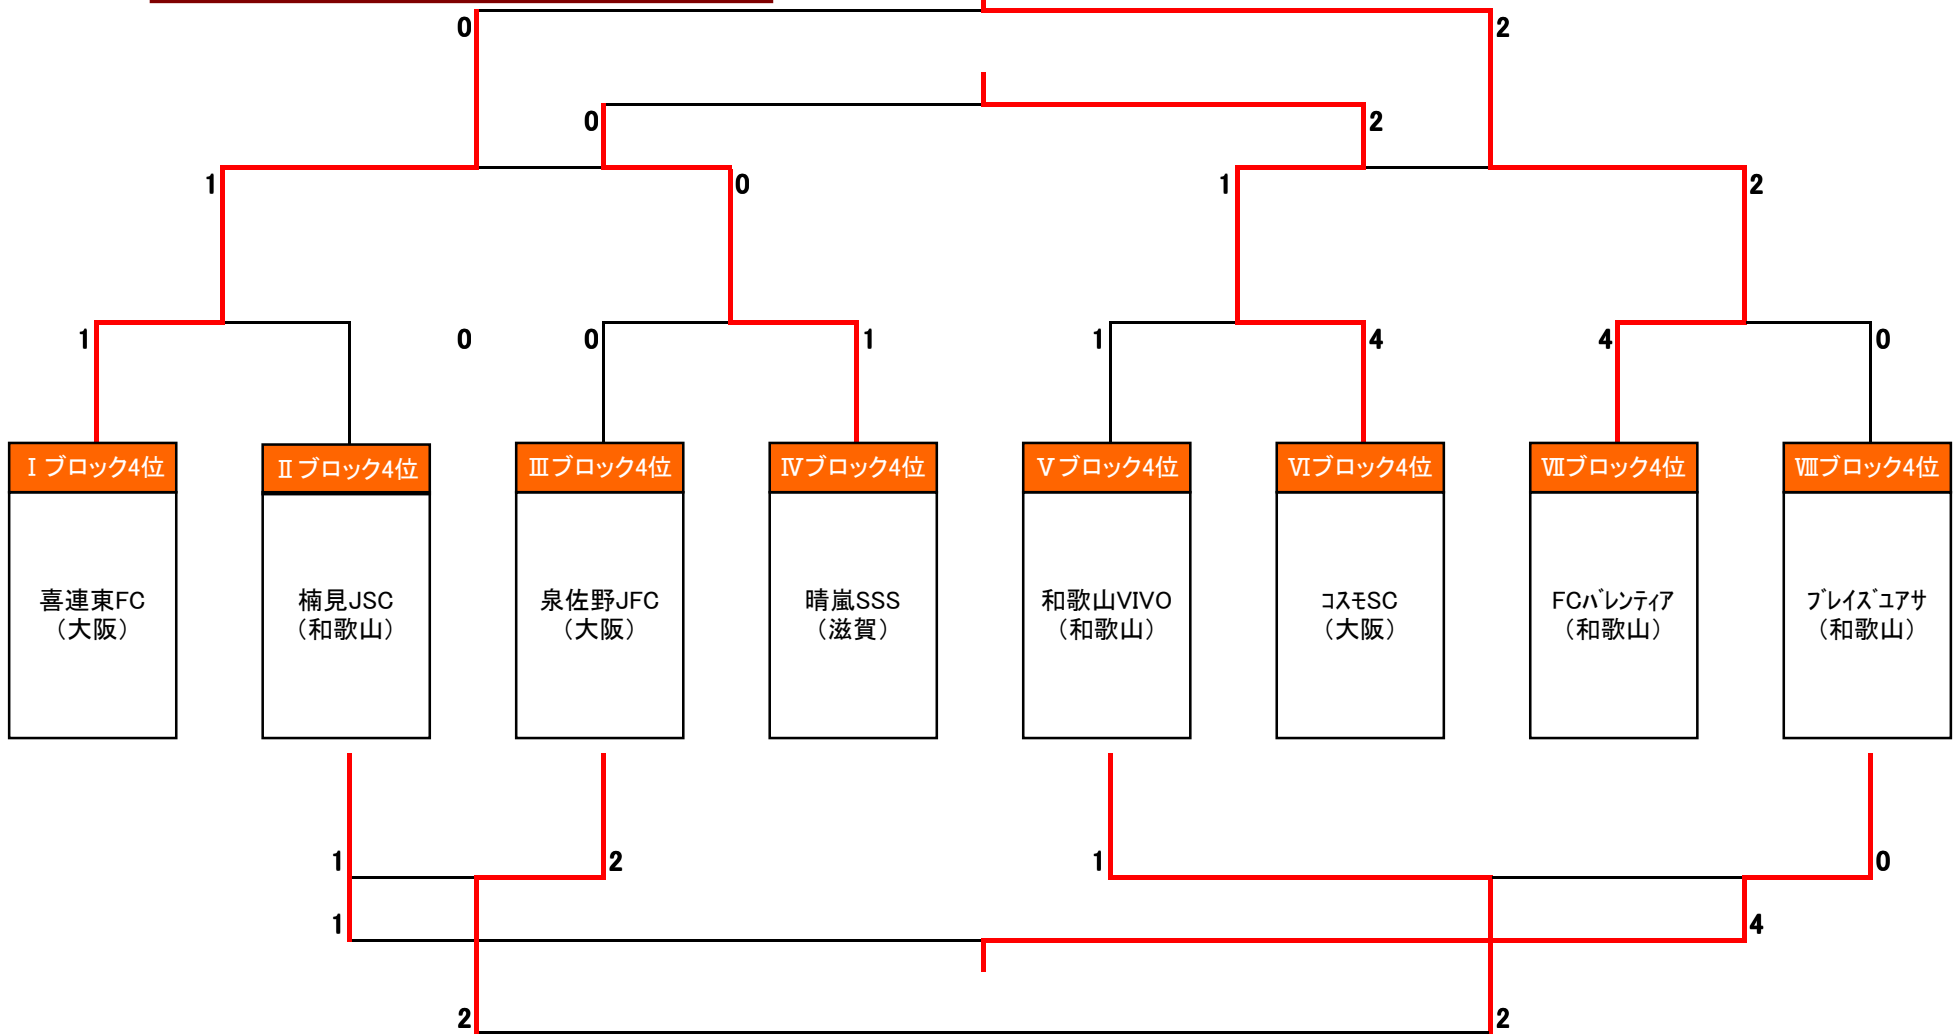 0 2
0 2
1 0 1 2
1 0 0 1 1 4 4 0
Ⅰブロック4位 Ⅱブロック4位 Ⅲブロック4位 Ⅳブロック4位 Ⅴブロック4位 Ⅵブロック4位 Ⅶブロック4位 Ⅷブロック4位
喜連東FC 楠見JSC 泉佐野JFC 晴嵐SSS 和歌山VIVO ｺｽﾓSC FCﾊﾞﾚﾝﾃｨｱ ﾌﾞﾚｲｽﾞﾕｱｻ
（大阪） （和歌山） （大阪） （滋賀） （和歌山） （大阪） （和歌山） （和歌山）
1 2 1 0
1 4
2 2